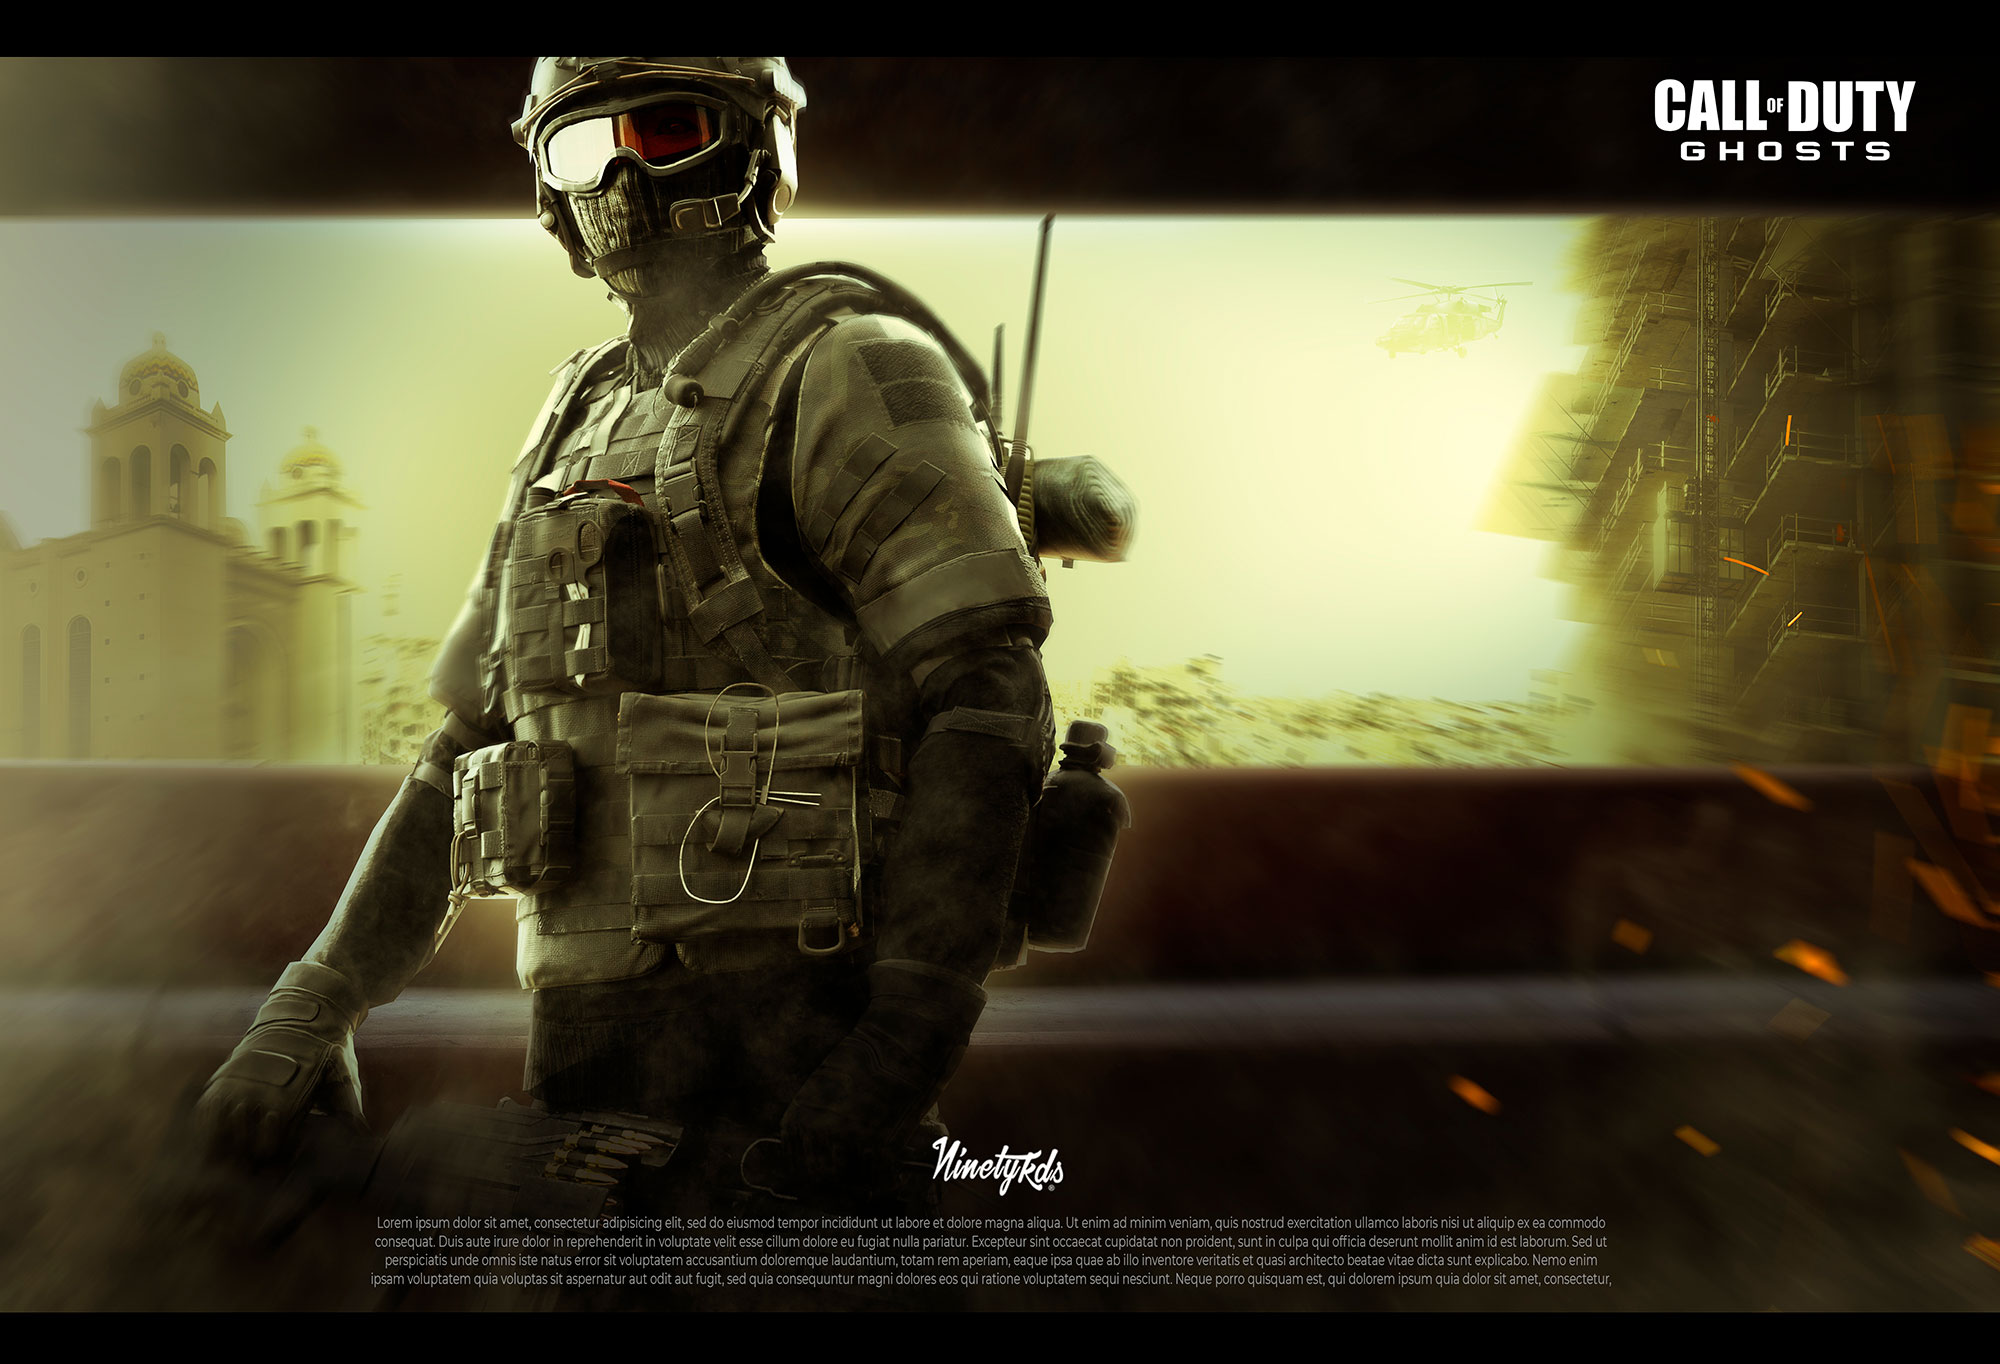 CALL OF DUTY
GHOSTS
NinetyKds
Lorem ipsum dolor sit amet, consectetur adipisicing elit, sed do eiusmod tempor incididunt ut labore et dolore magna aliqua. Ut enim ad minim veniam, quis nostrud exercitation ullamco laboris nisi ut aliquip ex ea commodo
consequat. Duis aute irure dolor in reprehenderit in voluptate velit esse cillum dolore eu fugiat nulla pariatur. Excepteur sint occaecat cupidatat non proident, sunt in culpa qui officia deserunt mollit anim id est laborum. Sed ut
perspiciatis unde omnis iste natus error sit voluptatem accusantium doloremque laudantium, totam rem aperiam, eaque ipsa quae ab illo inventore veritatis et quasi architecto beatae vitae dicta sunt explicabo. Nemo enim
ipsam voluptatem quia voluptas sit aspernatur aut odit aut fugit, sed quia consequuntur magni dolores eos qui ratione voluptatem sequi nesciunt. Neque porro quisquam est, qui dolorem ipsum quia dolor sit amet, consectetur,